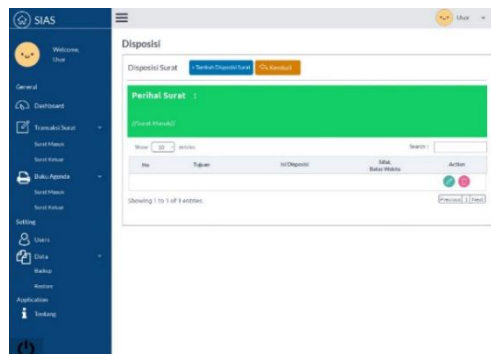 SIAS
User
Welcome,
User
General
Dashboard
Transaksi Surat
Surat Masuk
Surat Keluar
Buku Agenda
Surat Masuk
Surat Keluar
Setting
Users
Data
Backup
Restore
Application
Tentang
Disposisi
Disposisi Surat
+ Tambah Disposisi Surat
Kembali
Perihal Surat :
//Surat Masuk//
Show 10 entries
Search :
No Tujuan Isi Disposisi Sifat, Action
Batas Waktu
Showing 1 to 1 of 1 entries
Previous 1 Next